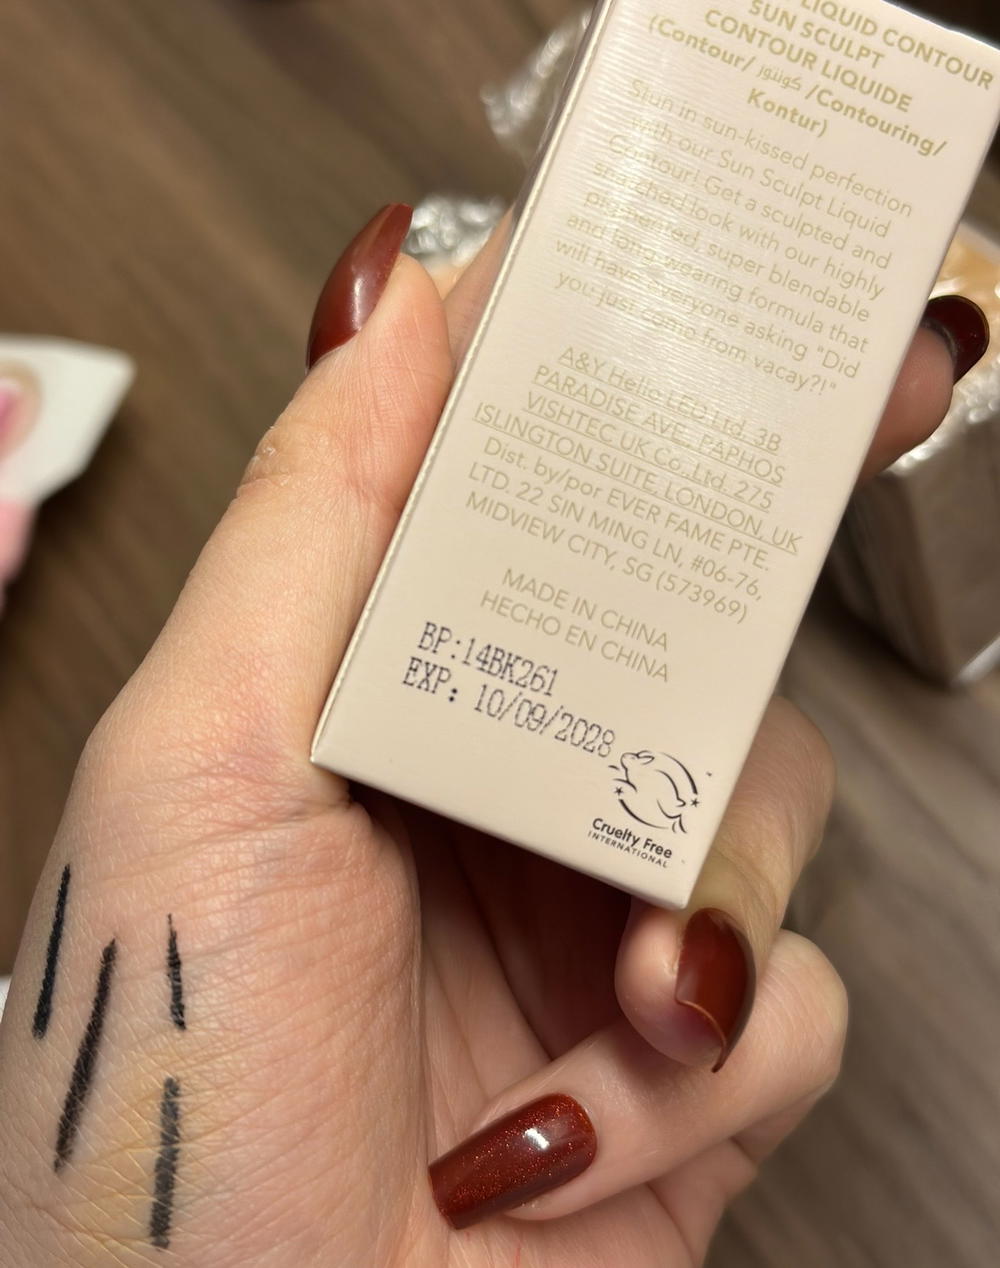 LIQUID CONTOUR
SUN SCULPT
CONTOUR LIQUIDE
(Contour/ كونتور /Contouring/
Kontur)
Stun in sun-kissed perfection
with our Sun Sculpt Liquid
Contour! Get a sculpted and
snatched look with our highly
pigmented, super blendable
and long-wearing formula that
will have everyone asking "Did
you just come from vacay?!"
A&Y Hello LEO Ltd. 3B
PARADISE AVE, PAPHOS
VISHTEC UK Co., Ltd. 275
ISLINGTON SUITE, LONDON, UK
Dist. by/por EVER FAME PTE.
LTD. 22 SIN MING LN, #06-76,
MIDVIEW CITY, SG (573969)
MADE IN CHINA
HECHO EN CHINA
BP:14BK261
EXP: 10/09/2028
Cruelty Free
INTERNATIONAL